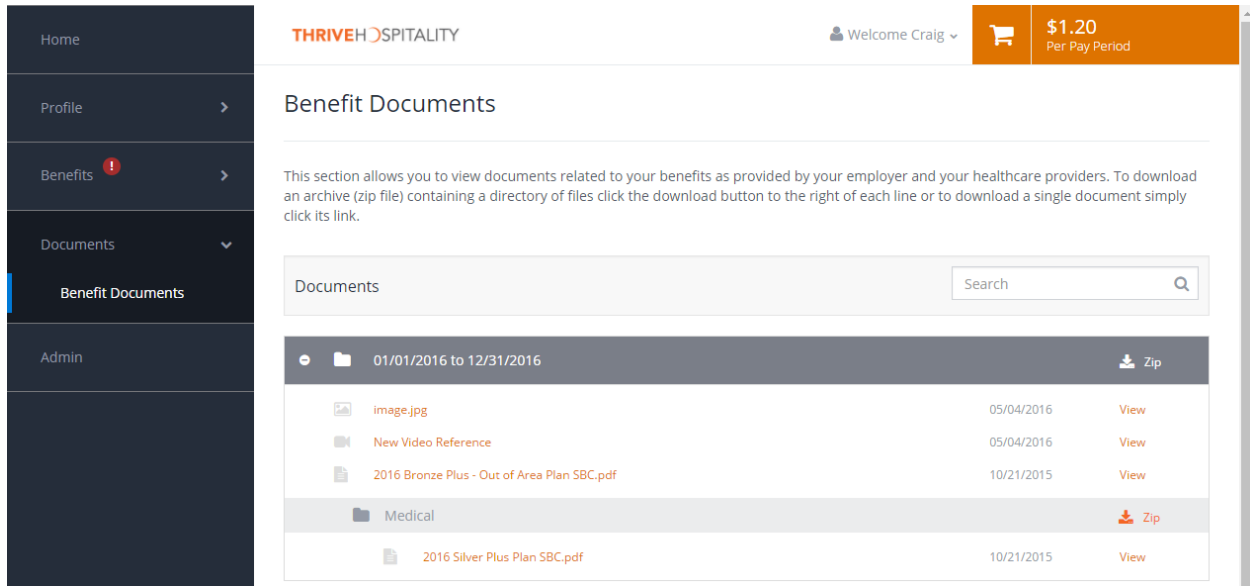 Home
Profile
Benefits !
Documents
Benefit Documents
Admin
THRIVEHOSPITALITY
Welcome Craig
$1.20
Per Pay Period
Benefit Documents
This section allows you to view documents related to your benefits as provided by your employer and your healthcare providers. To download
an archive (zip file) containing a directory of files click the download button to the right of each line or to download a single document simply
click its link.
Documents
Search
01/01/2016 to 12/31/2016 Zip
image.jpg 05/04/2016 View
New Video Reference 05/04/2016 View
2016 Bronze Plus - Out of Area Plan SBC.pdf 10/21/2015 View
Medical Zip
2016 Silver Plus Plan SBC.pdf 10/21/2015 View